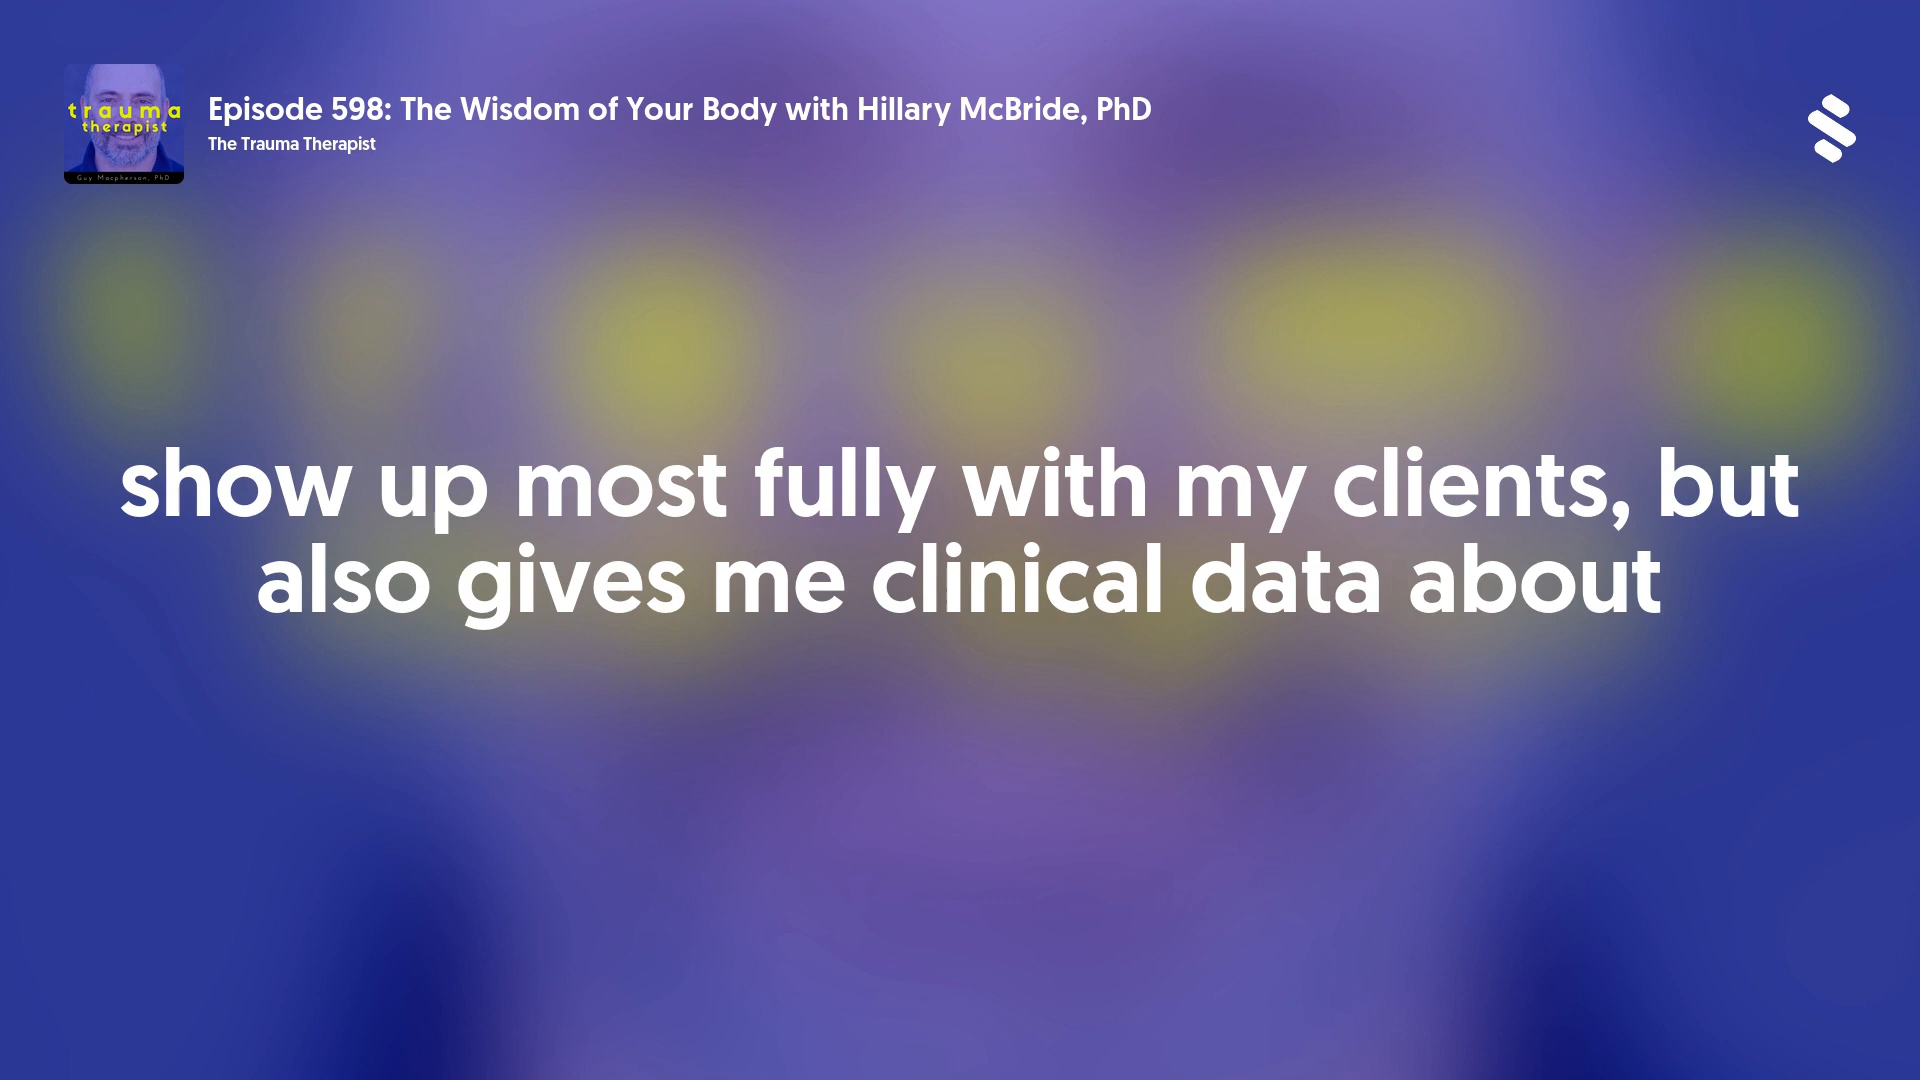 trauma
therapist
Guy Macpherson, PhD
Episode 598: The Wisdom of Your Body with Hillary McBride, PhD
The Trauma Therapist
show up most fully with my clients, but
also gives me clinical data about